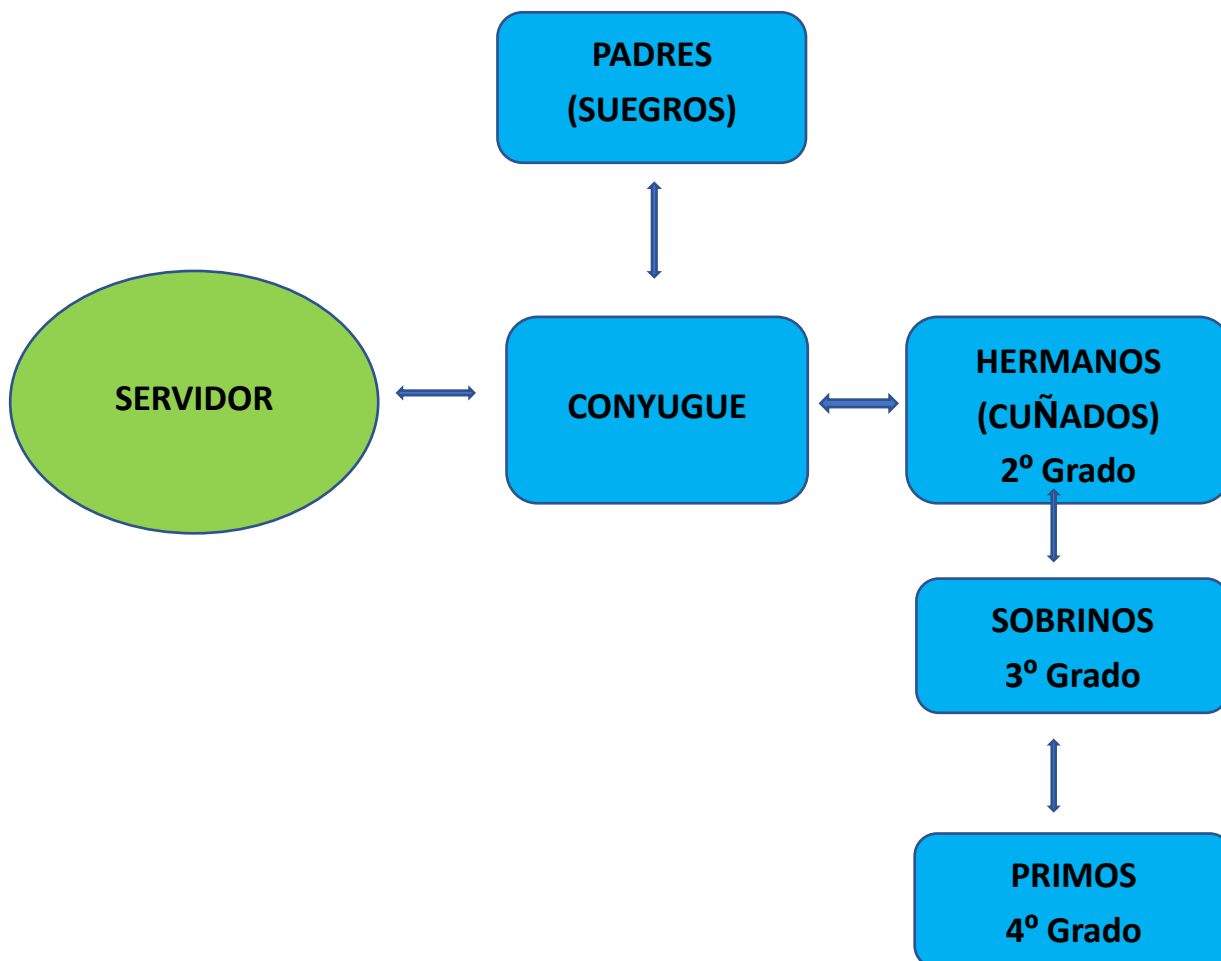 PADRES
(SUEGROS)
SERVIDOR
CONYUGUE
HERMANOS
(CUÑADOS)
2º Grado
SOBRINOS
3º Grado
PRIMOS
4º Grado